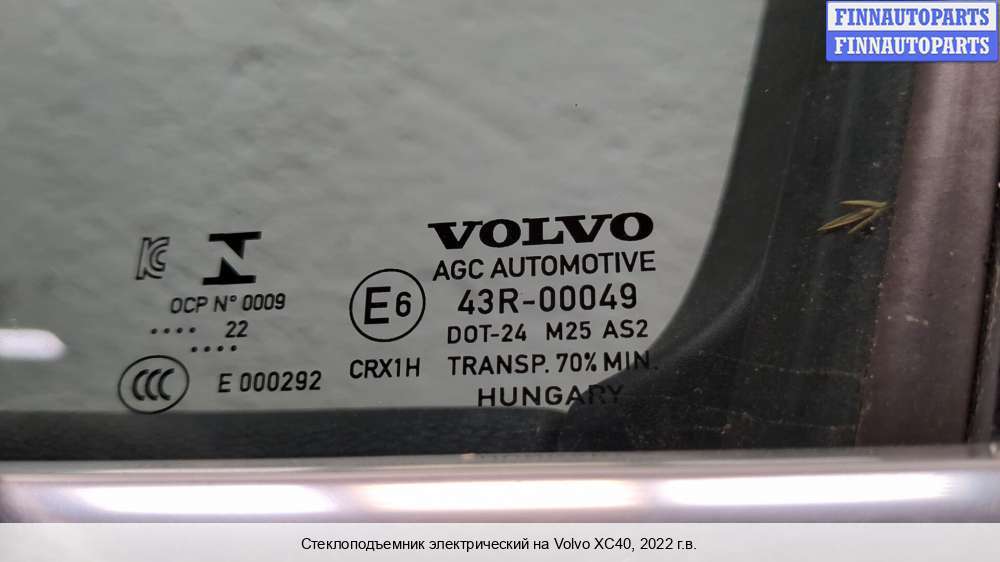 FINNAUTOPARTS
FINNAUTOPARTS
VOLVO
AGC AUTOMOTIVE
43R-00049
DOT-24 M25 AS2
TRANSP. 70% MIN.
HUNGARY
E6
CRX1H
KC N
OCP N° 0009
.... 22
....
CCC E 000292
Стеклоподъемник электрический на Volvo XC40, 2022 г.в.